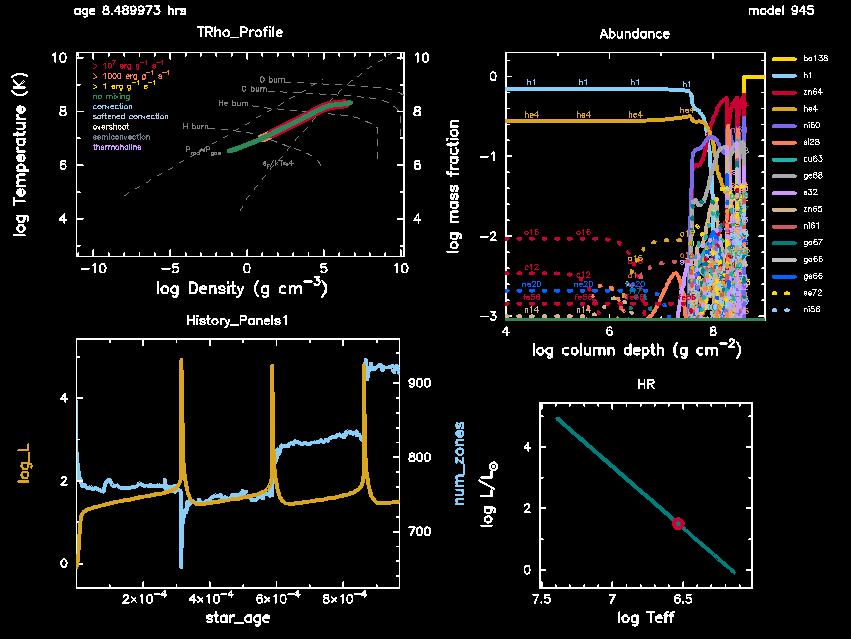 age 8.489973 hrs
model 945
TRho_Profile
> 10⁷ erg g⁻¹ s⁻¹
> 1000 erg g⁻¹ s⁻¹
> 1 erg g⁻¹ s⁻¹
no mixing
convection
softened convection
overshoot
semiconvection
thermohaline
O burn
C burn
He burn
H burn
10
8
6
4
10
8
6
4
−10
−5
0
5
10
log Temperature (K)
log Density (g cm⁻³)
Abundance
h1
h1
h1
h1
he4
he4
he4
he4
o16
o16
c12
c12
ne20
ne20
fe56
fe56
n14
n14
0
−1
−2
−3
4
6
8
log mass fraction
log column depth (g cm⁻²)
ba138
h1
zn64
he4
ni60
si28
cu63
ge68
s32
zn65
ni61
ga67
ge66
se72
ni56
History_Panels1
4
2
0
900
800
700
2×10⁻⁴
4×10⁻⁴
6×10⁻⁴
8×10⁻⁴
log_L
num_zones
star_age
HR
4
2
0
7.5
7
6.5
log L/L☉
log Teff